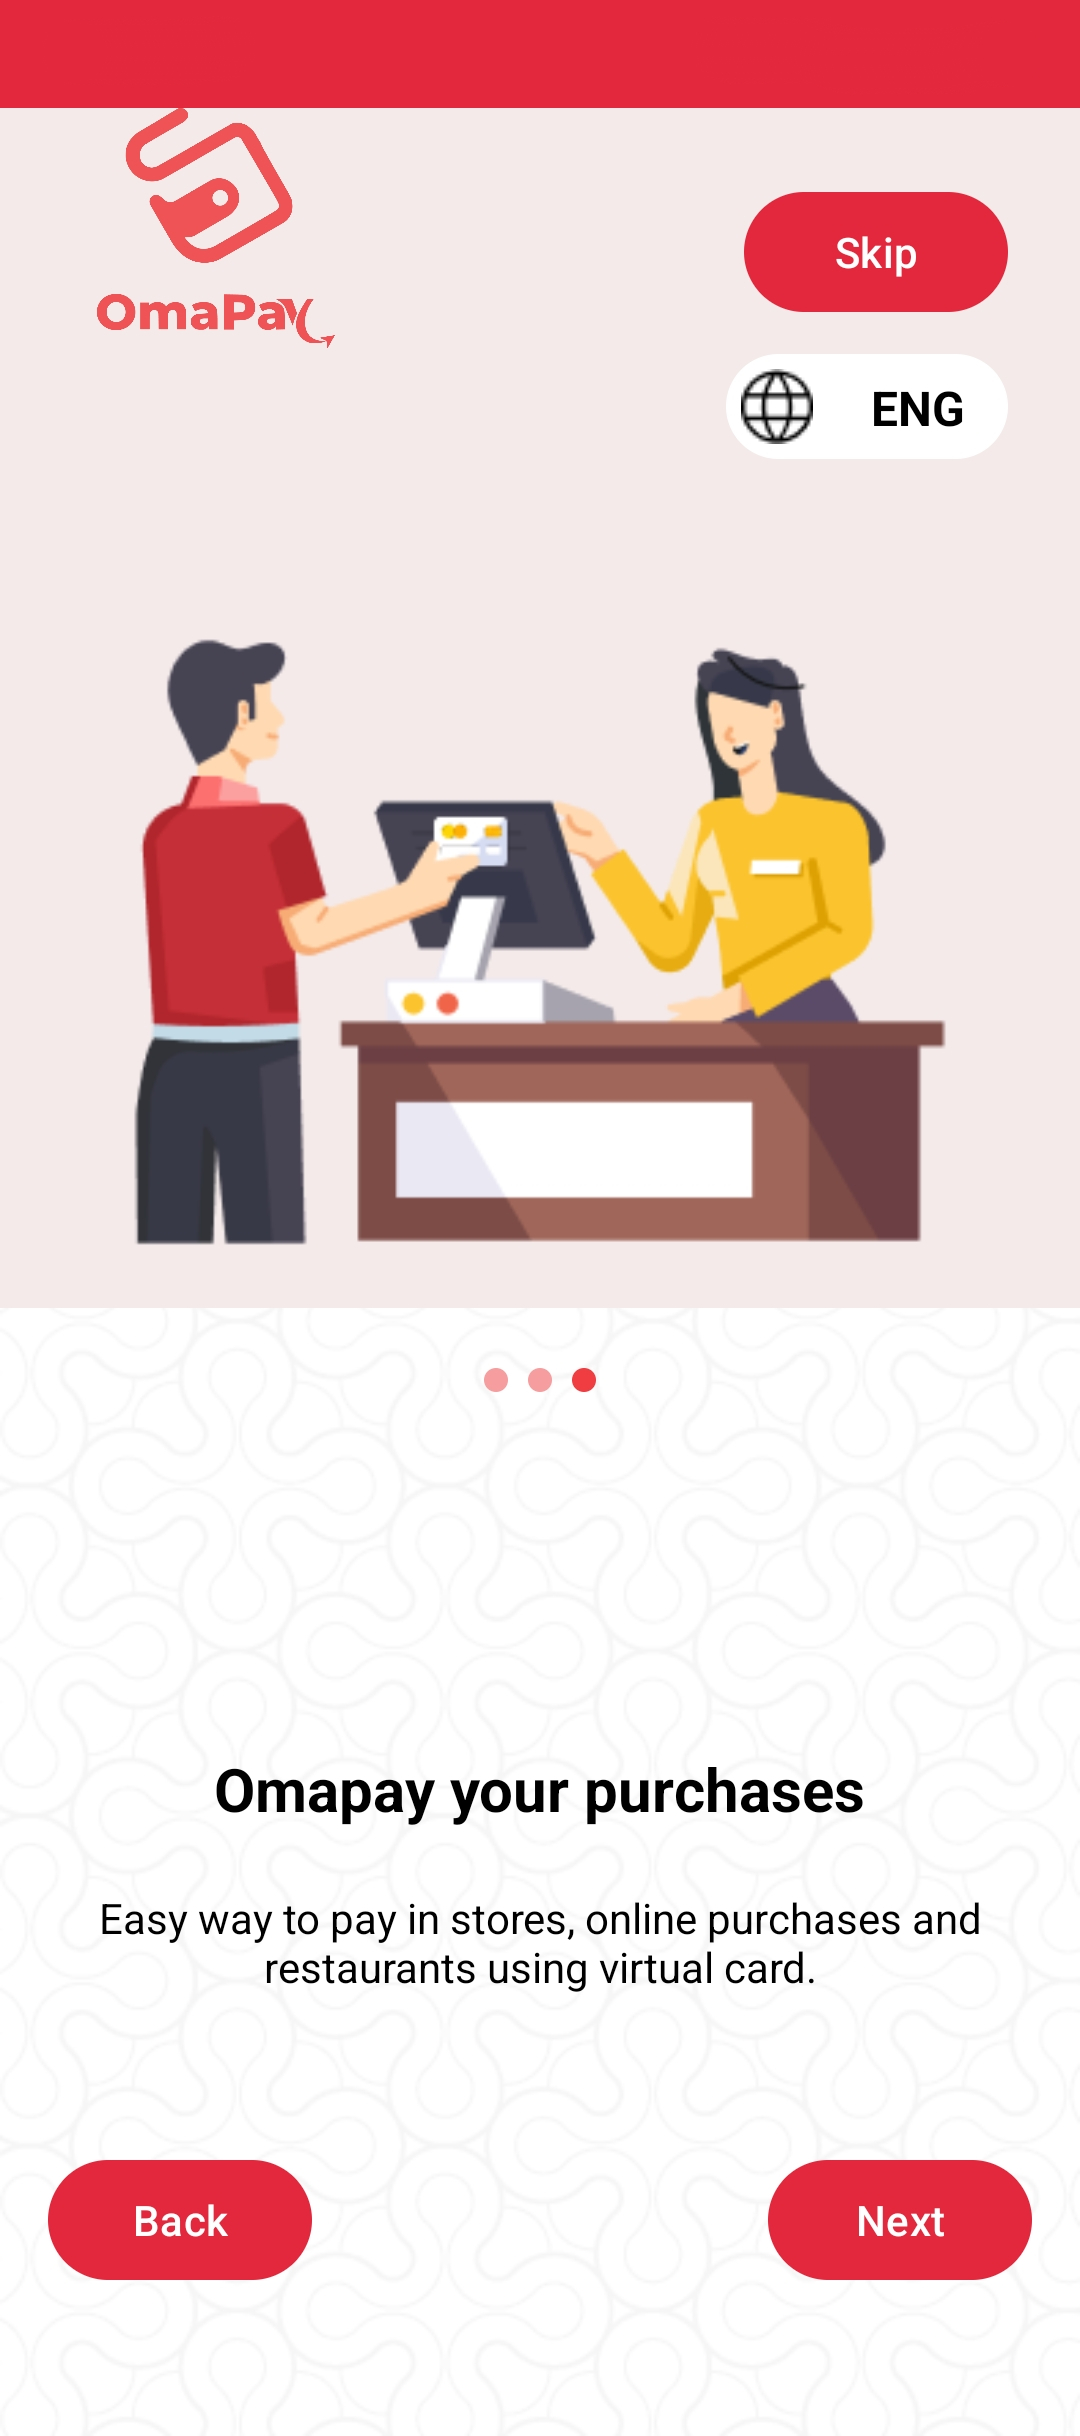 OmaPay
Skip
ENG
Omapay your purchases
Easy way to pay in stores, online purchases and
restaurants using virtual card.
Back
Next